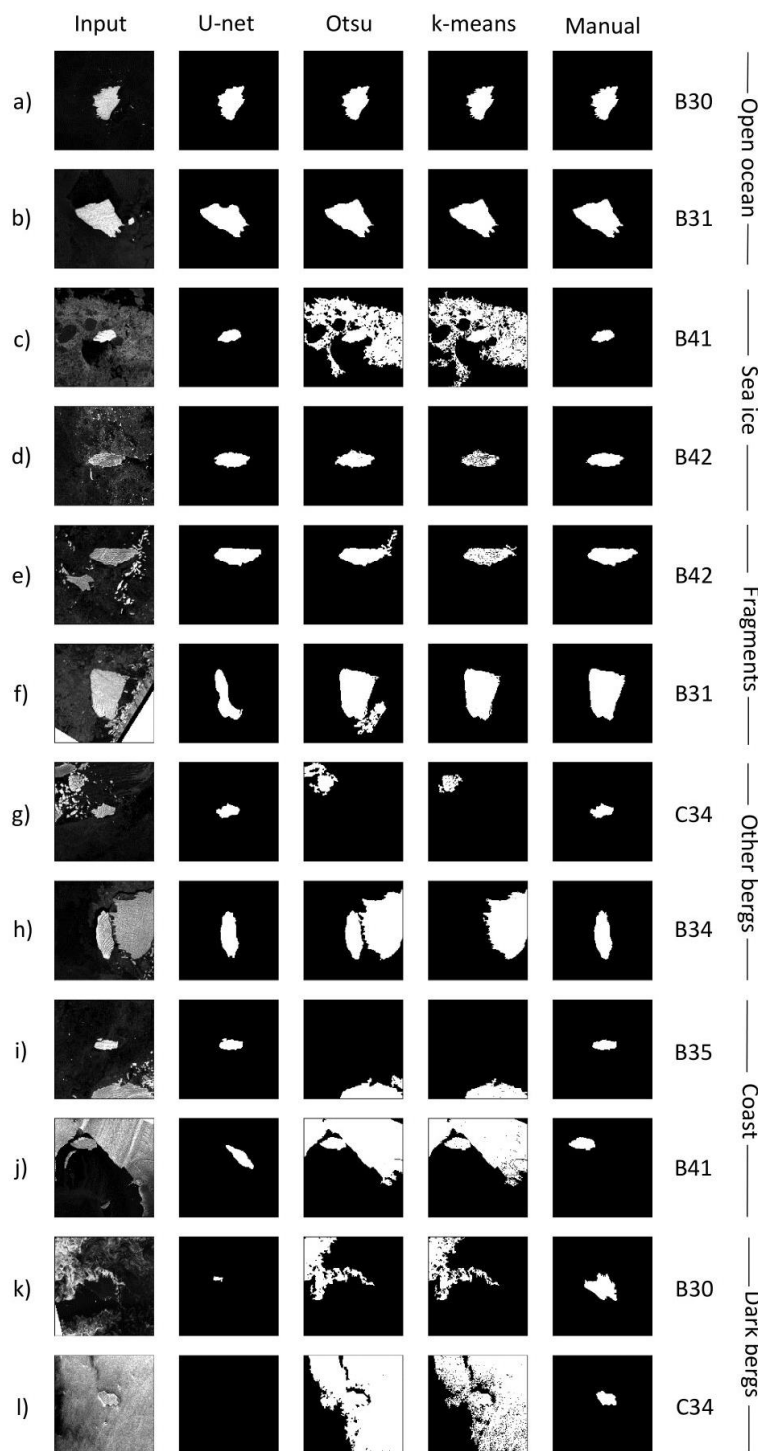 Input U-net Otsu k-means Manual
a) B30
b) B31
Open ocean
c) B41
d) B42
Sea ice
e) B42
f) B31
Fragments
g) C34
h) B34
Other bergs
i) B35
j) B41
Coast
k) B30
l) C34
Dark bergs